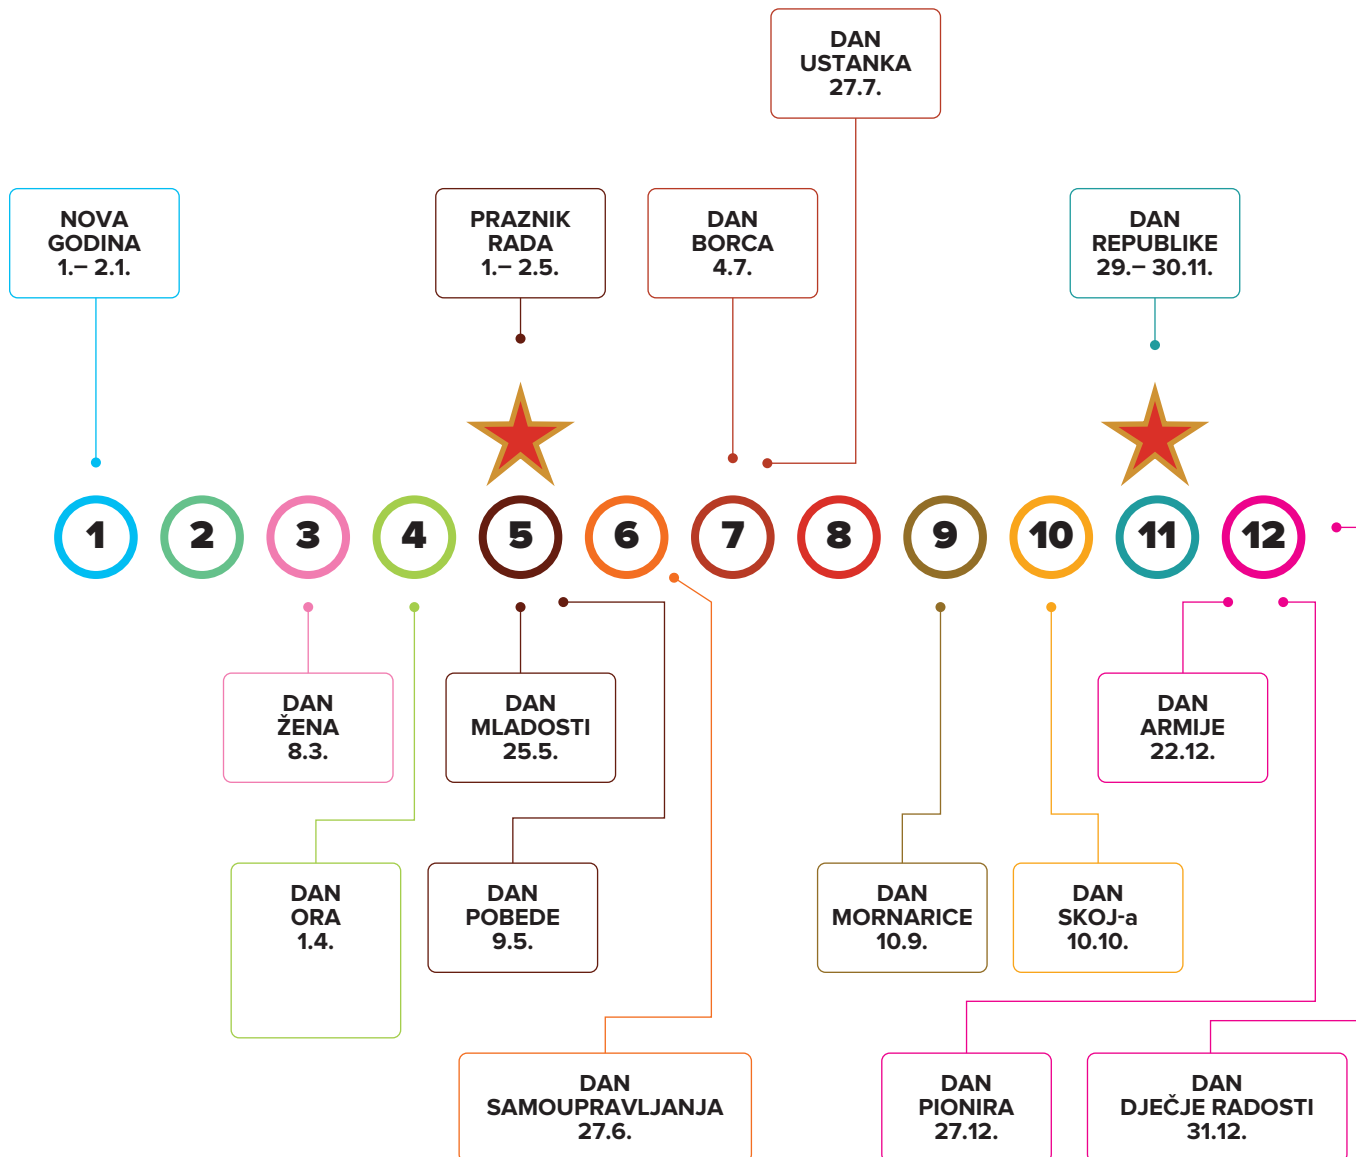 DAN
USTANKA
27.7.
NOVA
GODINA
1.– 2.1.
PRAZNIK
RADA
1.– 2.5.
DAN
BORCA
4.7.
DAN
REPUBLIKE
29.– 30.11.
1 2 3 4 5 6 7 8 9 10 11 12
DAN
ŽENA
8.3.
DAN
MLADOSTI
25.5.
DAN
ARMIJE
22.12.
DAN
ORA
1.4.
DAN
POBEDE
9.5.
DAN
MORNARICE
10.9.
DAN
SKOJ-a
10.10.
DAN
SAMOUPRAVLJANJA
27.6.
DAN
PIONIRA
27.12.
DAN
DJEČJE RADOSTI
31.12.